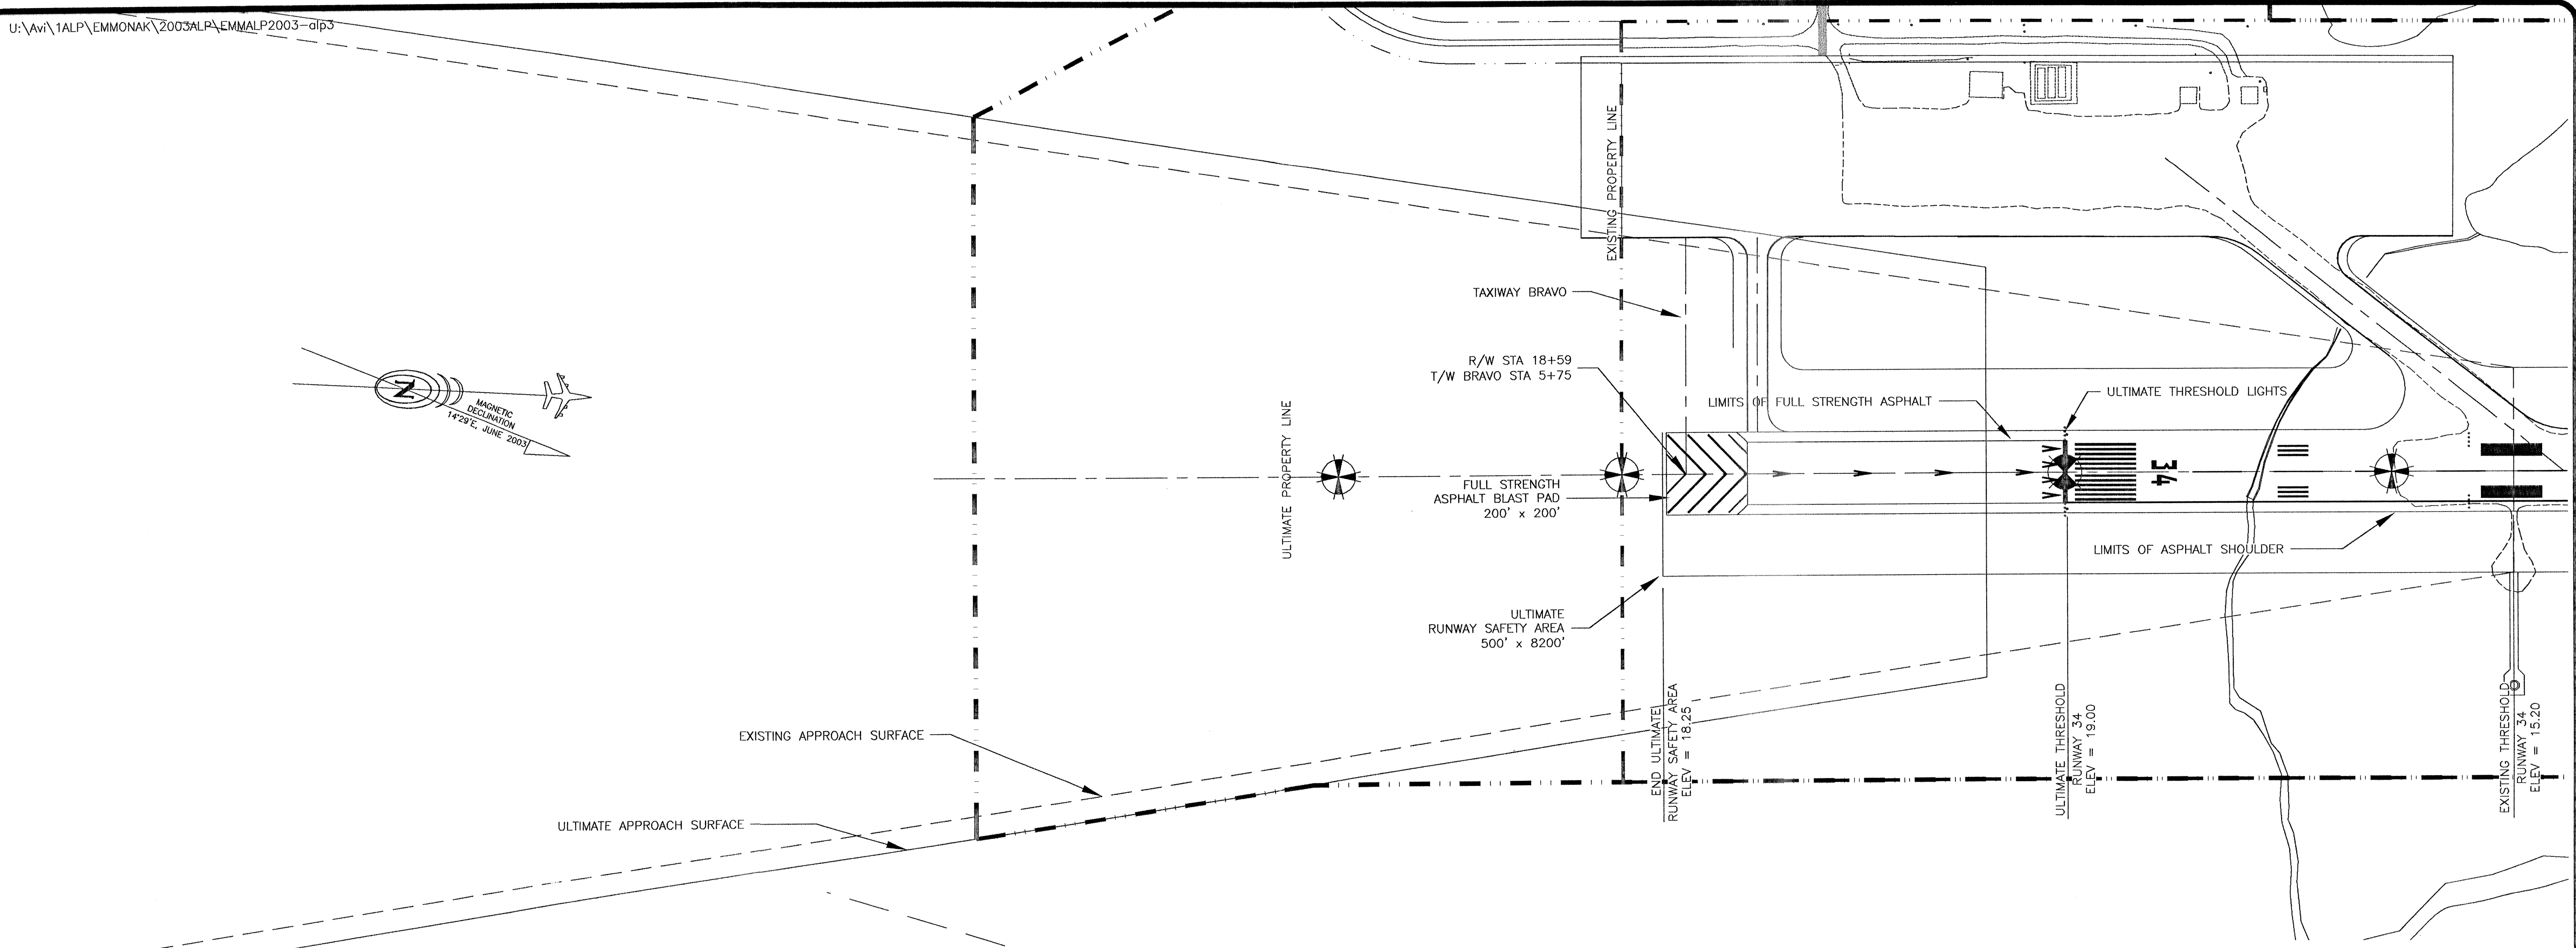 U:\Avi\1ALP\EMMONAK\2003ALP\EMMALP2003-alp3
EXISTING PROPERTY LINE
TAXIWAY BRAVO
R/W STA 18+59
T/W BRAVO STA 5+75
LIMITS OF FULL STRENGTH ASPHALT
ULTIMATE THRESHOLD LIGHTS
N
MAGNETIC
DECLINATION
14°29'E, JUNE 2003
ULTIMATE PROPERTY LINE
34
FULL STRENGTH
ASPHALT BLAST PAD
200' x 200'
LIMITS OF ASPHALT SHOULDER
ULTIMATE
RUNWAY SAFETY AREA
500' x 8200'
EXISTING APPROACH SURFACE
ULTIMATE APPROACH SURFACE
END ULTIMATE
RUNWAY SAFETY AREA
ELEV = 18.25
ULTIMATE THRESHOLD
RUNWAY 34
ELEV = 19.00
EXISTING THRESHOLD
RUNWAY 34
ELEV = 15.20